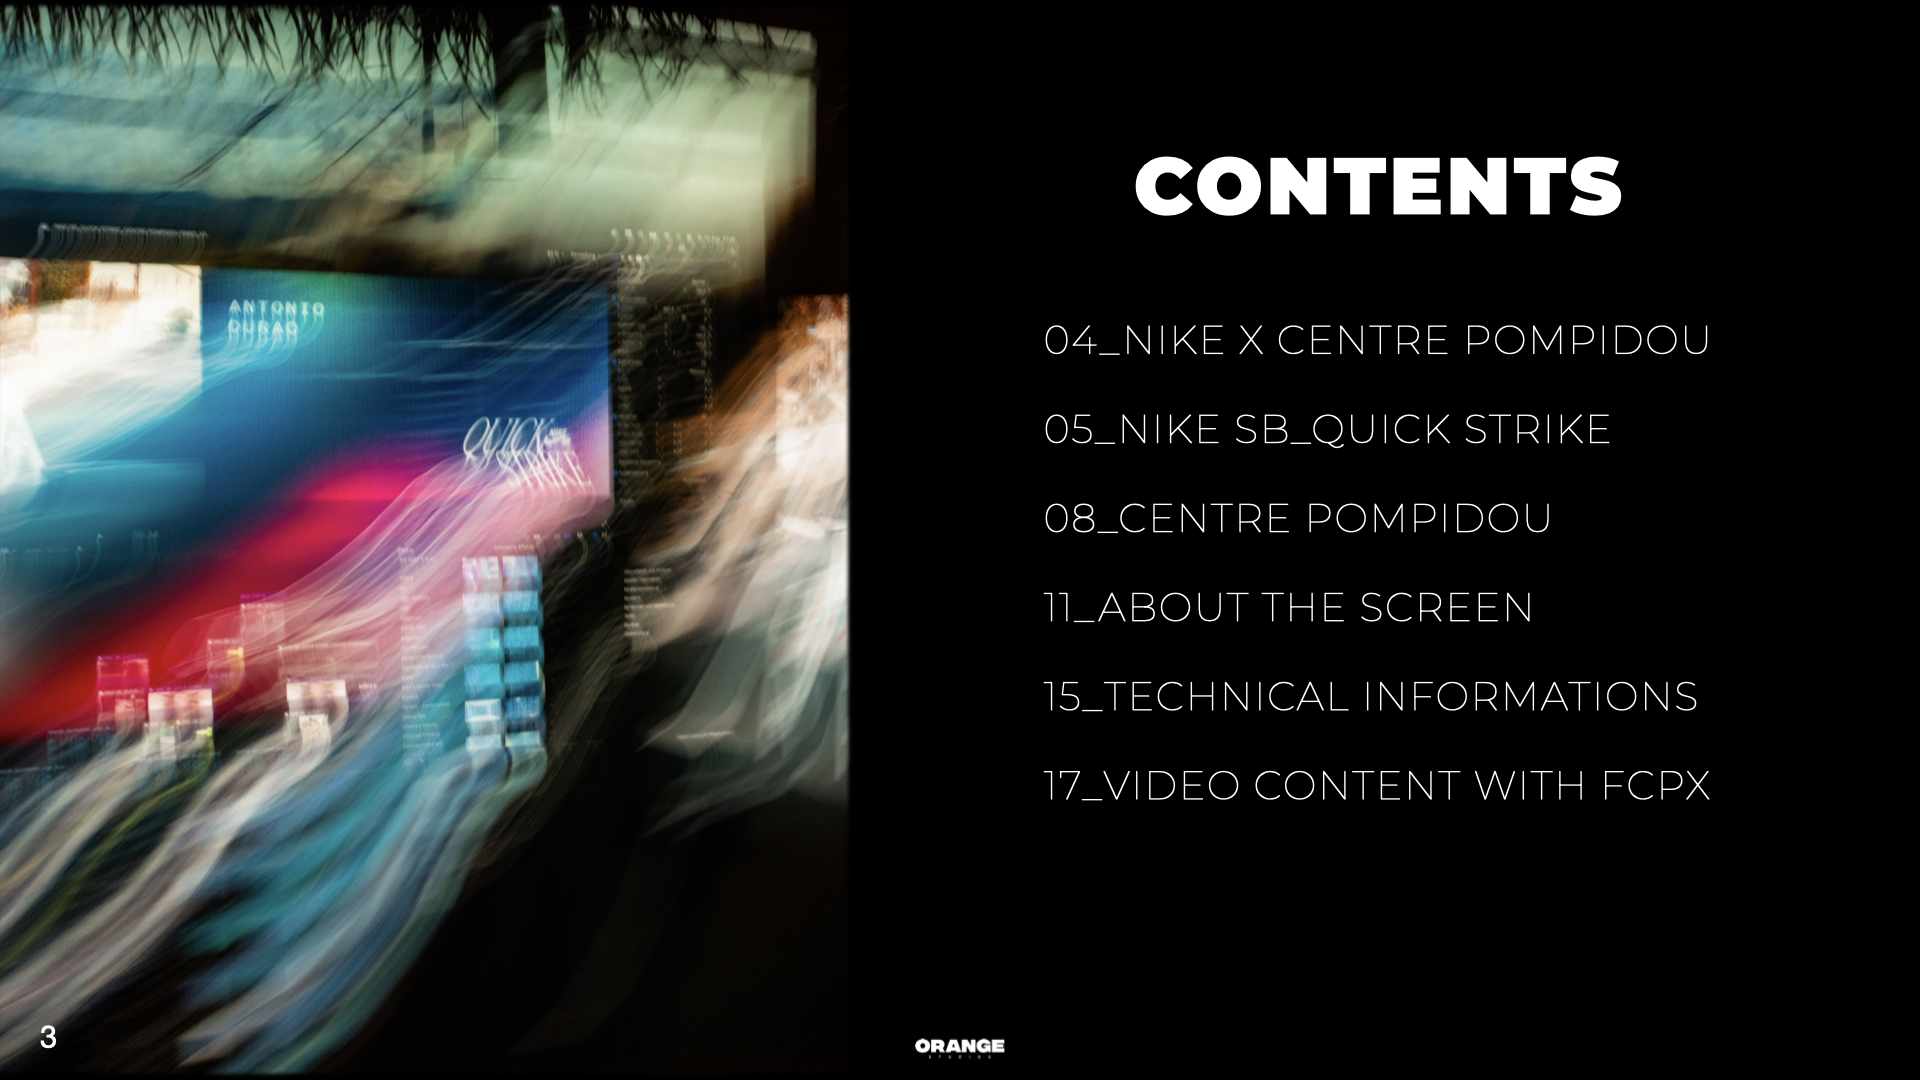 ANTONIO
DURAO
QUICK
STRIKE
CONTENTS
04_NIKE X CENTRE POMPIDOU
05_NIKE SB_QUICK STRIKE
08_CENTRE POMPIDOU
11_ABOUT THE SCREEN
15_TECHNICAL INFORMATIONS
17_VIDEO CONTENT WITH FCPX
3
ORANGE
STUDIOS